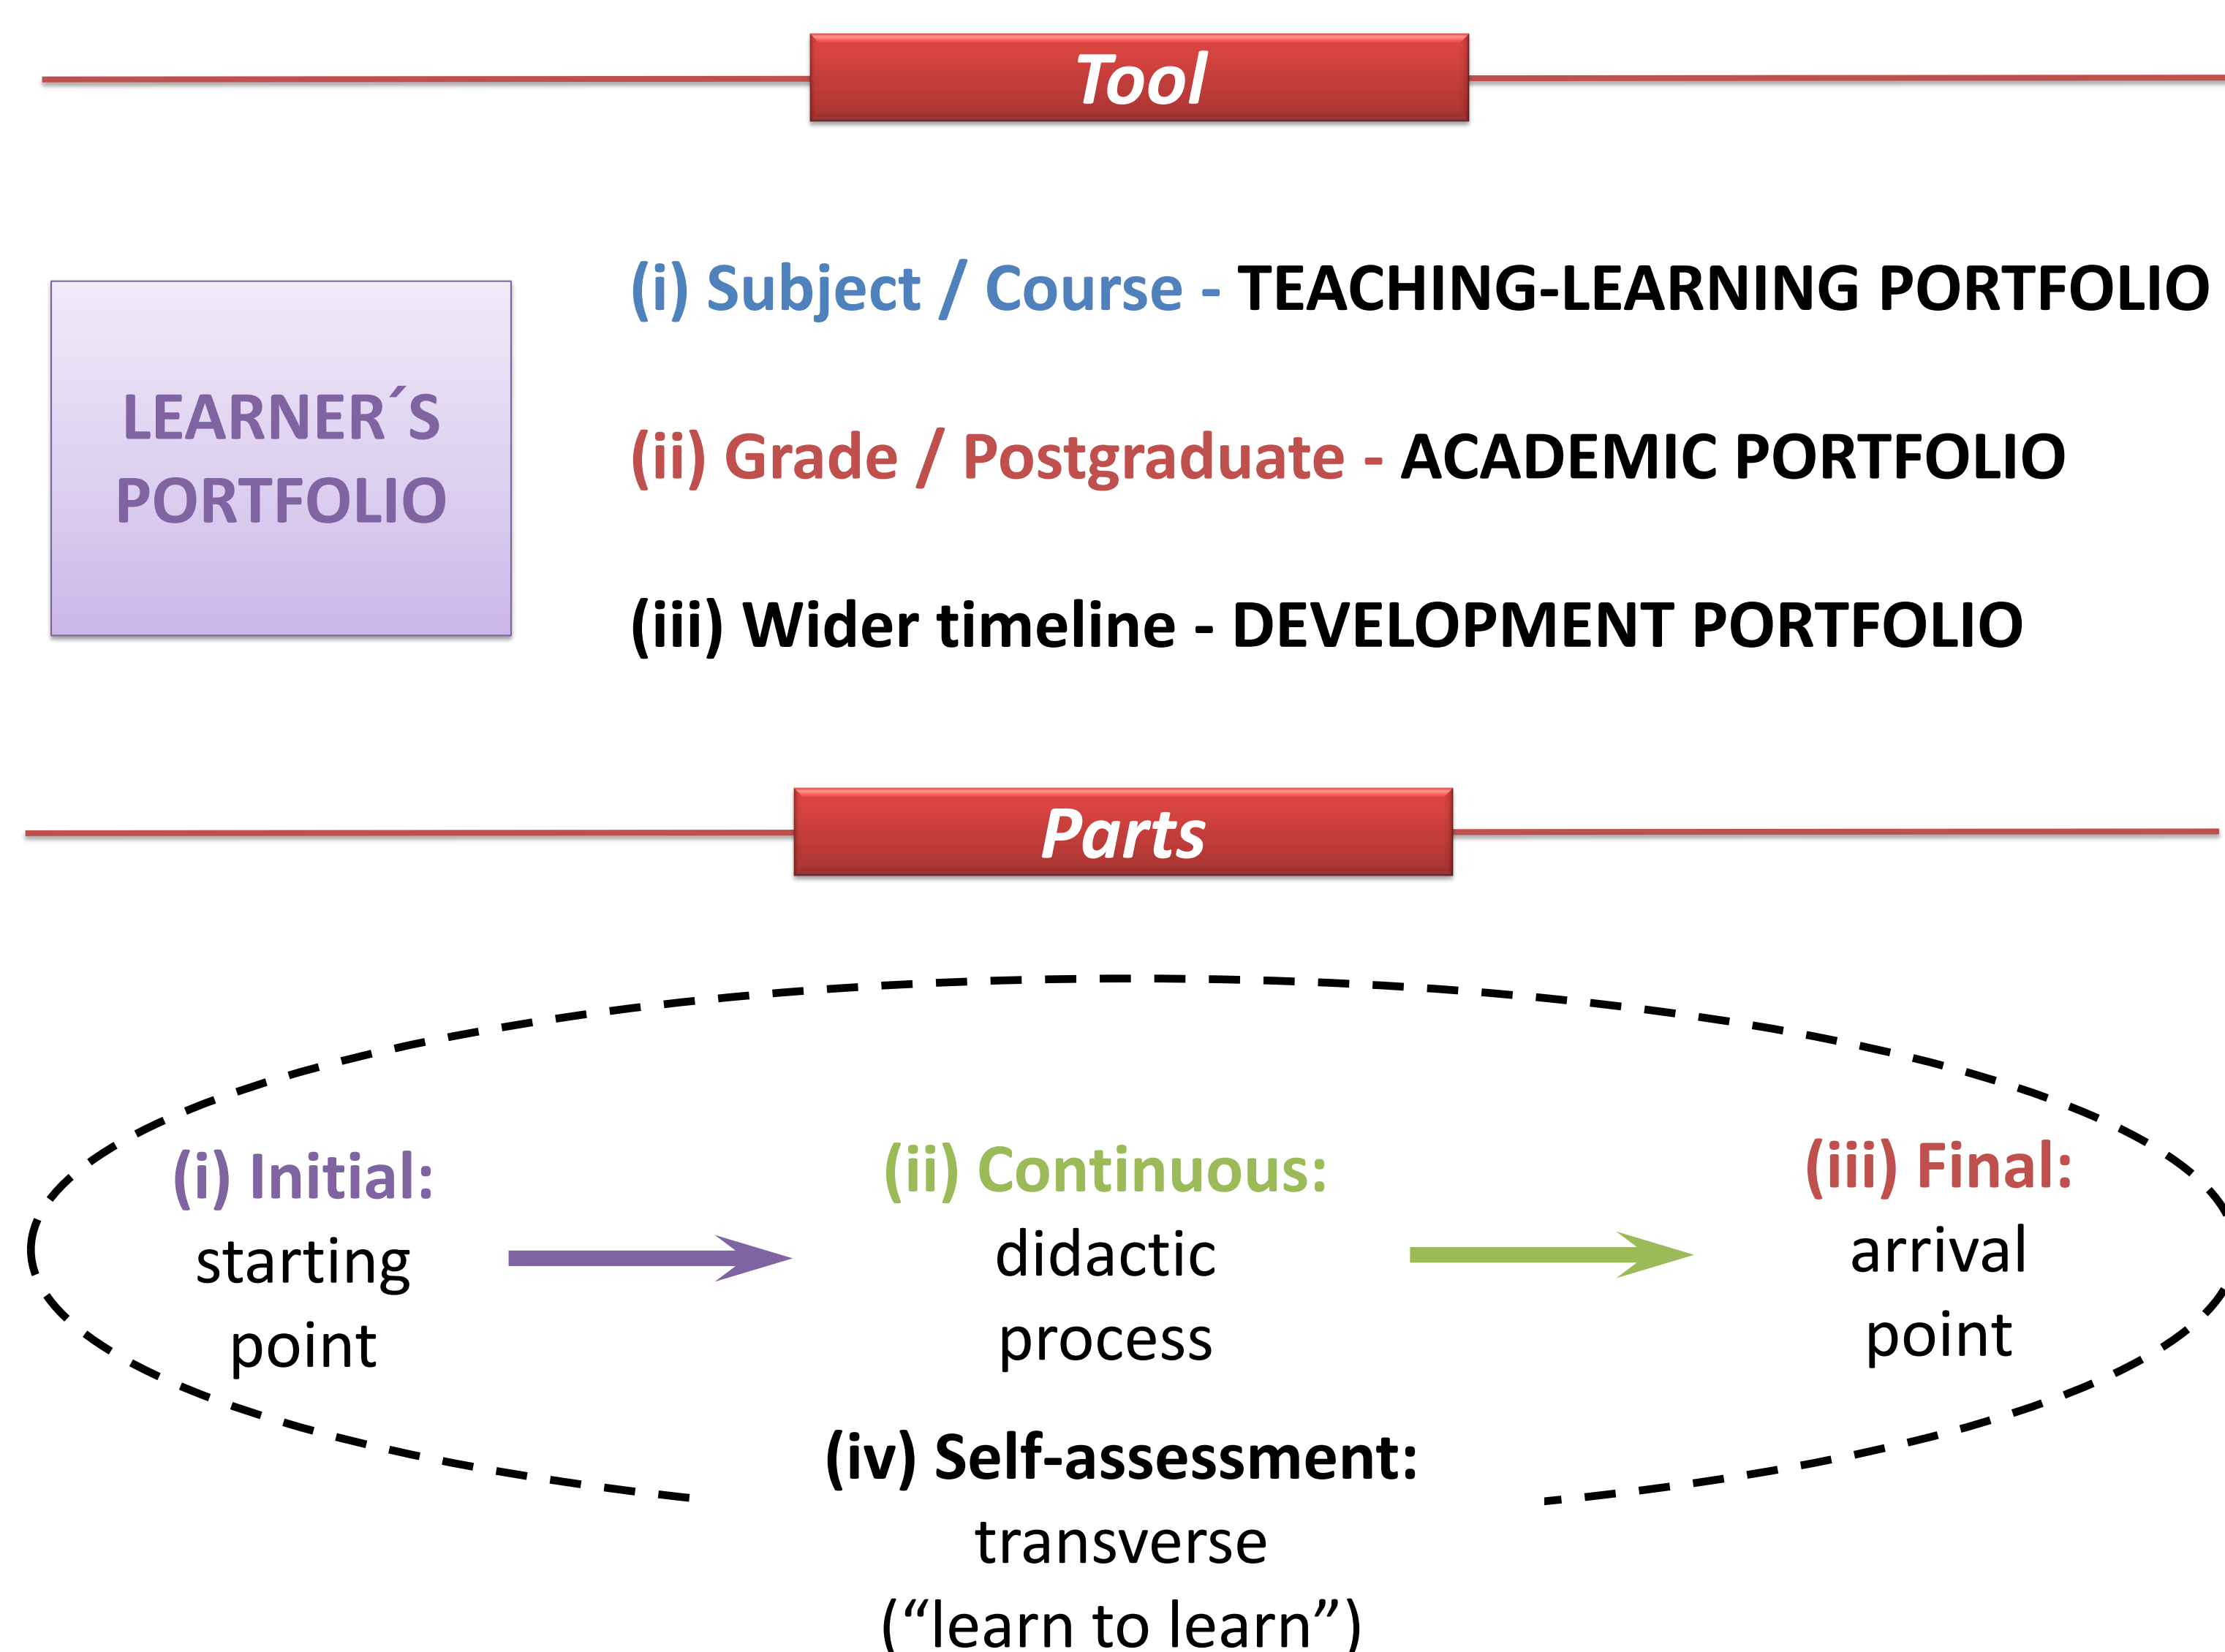 Tool
LEARNER´S
PORTFOLIO
(i) Subject / Course - TEACHING-LEARNING PORTFOLIO
(ii) Grade / Postgraduate - ACADEMIC PORTFOLIO
(iii) Wider timeline - DEVELOPMENT PORTFOLIO
Parts
(i) Initial:
starting
point
(ii) Continuous:
didactic
process
(iii) Final:
arrival
point
(iv) Self-assessment:
transverse
(“learn to learn”)